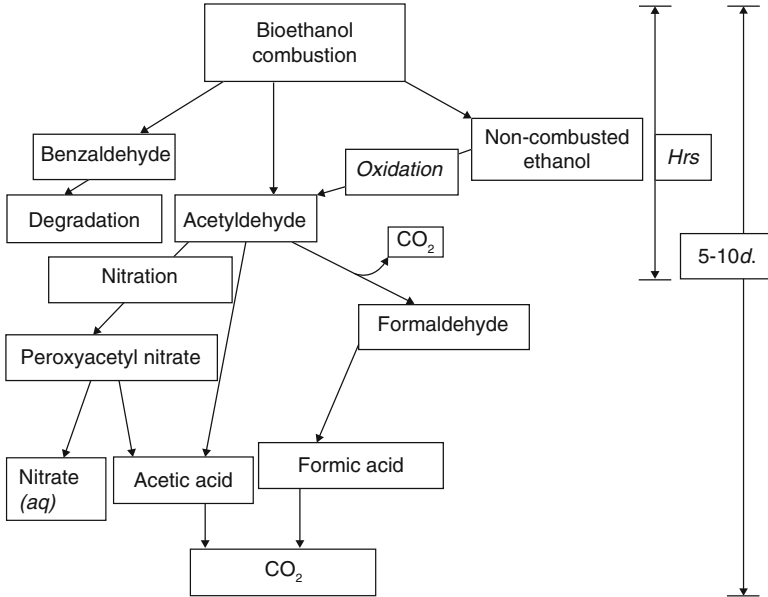 Bioethanol
combustion
Benzaldehyde
Non-combusted
ethanol
Hrs
Oxidation
Degradation
Acetyldehyde
CO₂
5-10d.
Nitration
Formaldehyde
Peroxyacetyl nitrate
Nitrate
(aq)
Acetic acid
Formic acid
CO₂